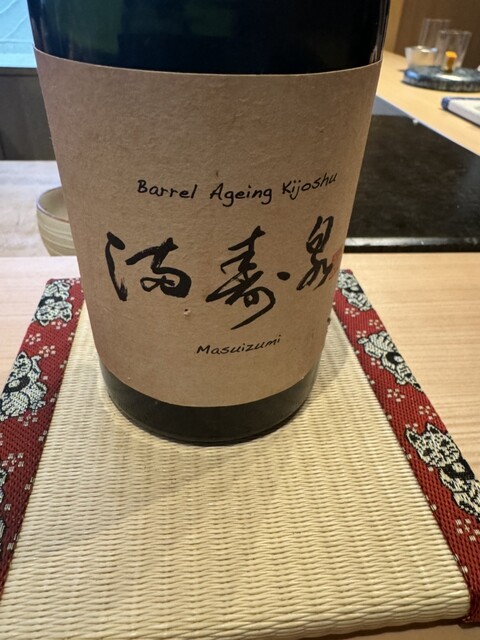 Barrel Ageing Kijoshu
満寿泉
Masuizumi